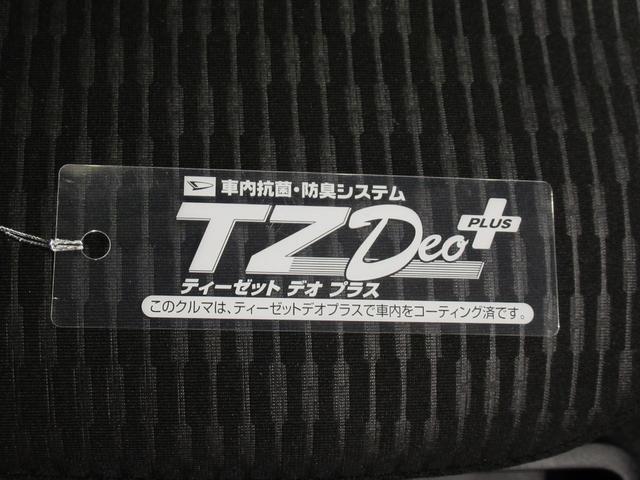 車内抗菌・防臭システム
TZ Deo PLUS
ティーゼット デオ プラス
このクルマは、ティーゼットデオプラスで車内をコーティング済です。